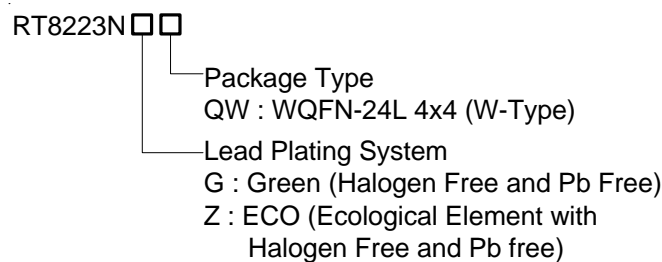 RT8223N
Package Type
QW : WQFN-24L 4x4 (W-Type)
Lead Plating System
G : Green (Halogen Free and Pb Free)
Z : ECO (Ecological Element with
Halogen Free and Pb free)